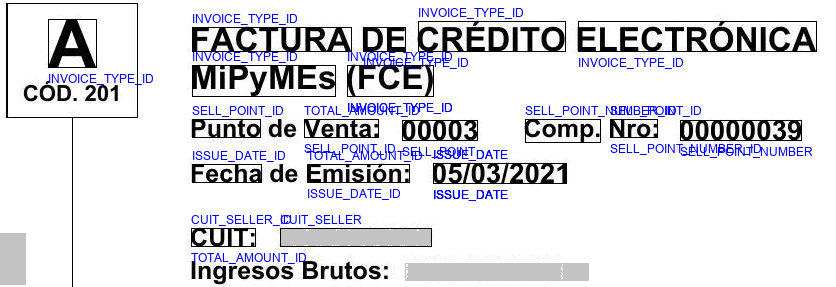 INVOICE_TYPE_ID
INVOICE_TYPE_ID
A FACTURA DE CRÉDITO ELECTRÓNICA
INVOICE_TYPE_ID INVOICE_TYPE_ID INVOICE_TYPE_ID
INVOICE_TYPE_ID
CÓD. 201 MiPyMEs (FCE)
INVOICE_TYPE_ID
SELL_POINT_ID TOTAL_AMOUNT_ID SELL_POINT_NUMBER_ID SELL_POINT_ID
Punto de Venta: 00003 Comp. Nro: 00000039
SELL_POINT_ID SELL_POINT SELL_POINT_NUMBER_ID SELL_POINT_NUMBER
ISSUE_DATE_ID TOTAL_AMOUNT_ID ISSUE_DATE
Fecha de Emisión: 05/03/2021
ISSUE_DATE_ID ISSUE_DATE
CUIT_SELLER_ID CUIT_SELLER
CUIT:
TOTAL_AMOUNT_ID
Ingresos Brutos: